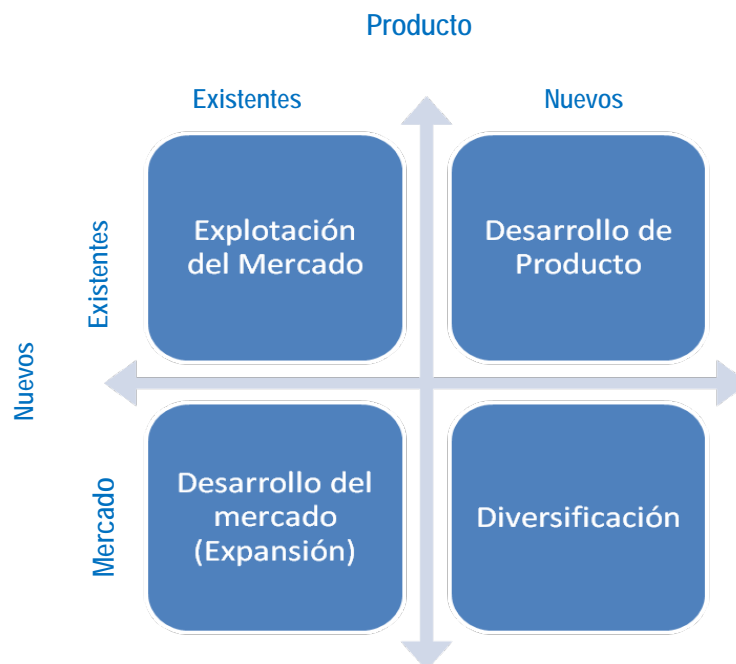 Producto
Existentes
Nuevos
Existentes
Explotación
del Mercado
Desarrollo de
Producto
Nuevos
Mercado
Desarrollo del
mercado
(Expansión)
Diversificación